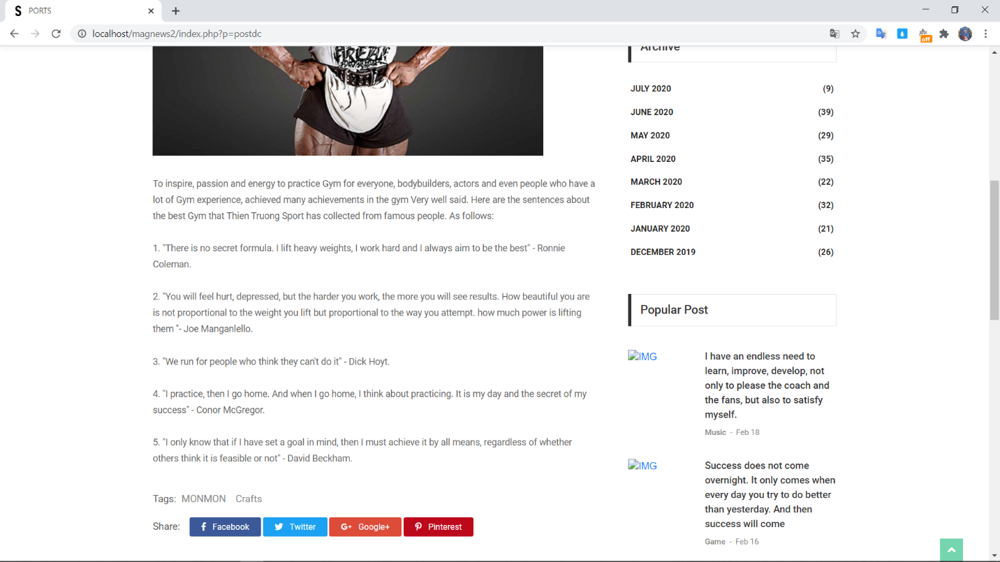 PORTS
localhost/magnews2/index.php?p=postdc
off
FIREZLE
To inspire, passion and energy to practice Gym for everyone, bodybuilders, actors and even people who have a
lot of Gym experience, achieved many achievements in the gym Very well said. Here are the sentences about
the best Gym that Thien Truong Sport has collected from famous people. As follows:
1. "There is no secret formula. I lift heavy weights, I work hard and I always aim to be the best" - Ronnie
Coleman.
2. "You will feel hurt, depressed, but the harder you work, the more you will see results. How beautiful you are
is not proportional to the weight you lift but proportional to the way you attempt. how much power is lifting
them "- Joe Manganlello.
3. "We run for people who think they can't do it" - Dick Hoyt.
4. "I practice, then I go home. And when I go home, I think about practicing. It is my day and the secret of my
success" - Conor McGregor.
5. "I only know that if I have set a goal in mind, then I must achieve it by all means, regardless of whether
others think it is feasible or not" - David Beckham.
Tags: MONMON Crafts
Share: Facebook Twitter G+ Google+ Pinterest
Archive
JULY 2020 (9)
JUNE 2020 (39)
MAY 2020 (29)
APRIL 2020 (35)
MARCH 2020 (22)
FEBRUARY 2020 (32)
JANUARY 2020 (21)
DECEMBER 2019 (26)
Popular Post
IMG
I have an endless need to
learn, improve, develop, not
only to please the coach and
the fans, but also to satisfy
myself.
Music - Feb 18
IMG
Success does not come
overnight. It only comes when
every day you try to do better
than yesterday. And then
success will come
Game - Feb 16